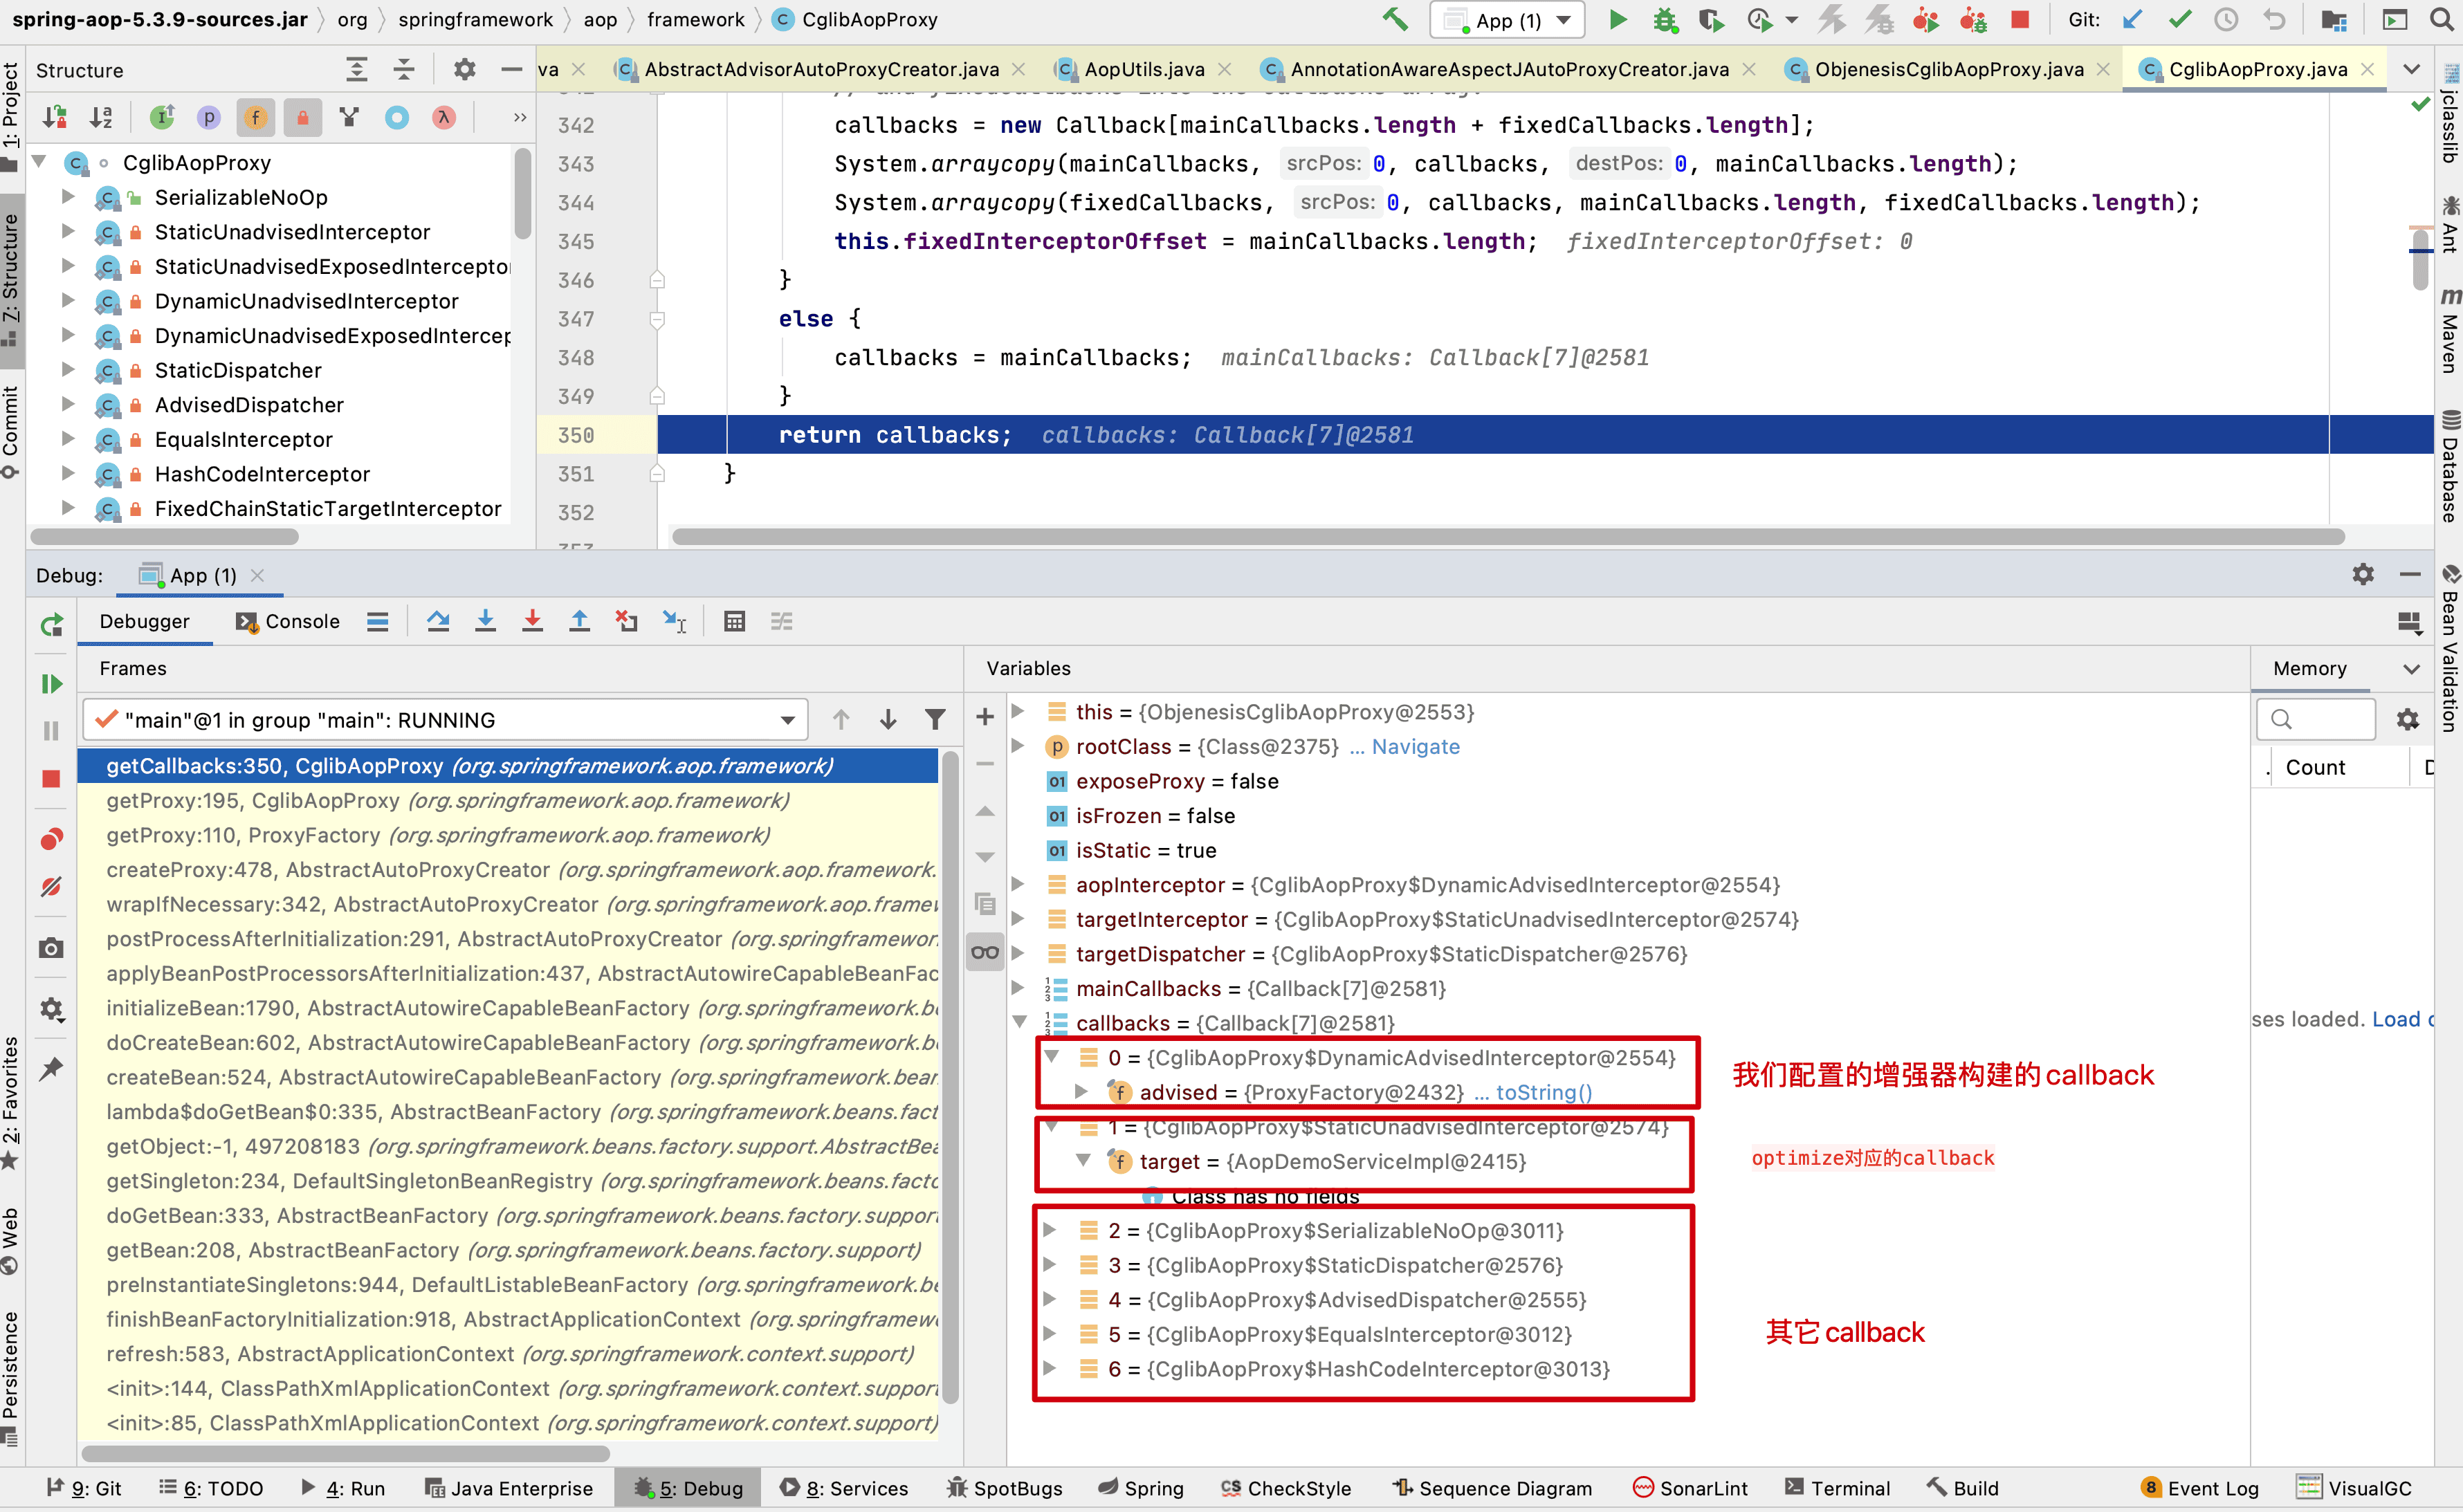 spring-aop-5.3.9-sources.jar org springframework aop framework CglibAopProxy
App (1)
Git:
1: Project
Structure
va AbstractAdvisorAutoProxyCreator.java AopUtils.java AnnotationAwareAspectJAutoProxyCreator.java ObjenesisCglibAopProxy.java CglibAopProxy.java
CglibAopProxy
SerializableNoOp
StaticUnadvisedInterceptor
StaticUnadvisedExposedInterceptor
DynamicUnadvisedInterceptor
DynamicUnadvisedExposedIntercep
StaticDispatcher
AdvisedDispatcher
EqualsInterceptor
HashCodeInterceptor
FixedChainStaticTargetInterceptor
342 callbacks = new Callback[mainCallbacks.length + fixedCallbacks.length];
343 System.arraycopy(mainCallbacks, srcPos: 0, callbacks, destPos: 0, mainCallbacks.length);
344 System.arraycopy(fixedCallbacks, srcPos: 0, callbacks, mainCallbacks.length, fixedCallbacks.length);
345 this.fixedInterceptorOffset = mainCallbacks.length; fixedInterceptorOffset: 0
346 }
347 else {
348 callbacks = mainCallbacks; mainCallbacks: Callback[7]@2581
349 }
350 return callbacks; callbacks: Callback[7]@2581
351 }
352
7: Structure
Commit
2: Favorites
Web
Persistence
jclasslib
Ant
Maven
Database
Bean Validation
Debug: App (1)
Debugger Console
Frames
"main"@1 in group "main": RUNNING
getCallbacks:350, CglibAopProxy (org.springframework.aop.framework)
getProxy:195, CglibAopProxy (org.springframework.aop.framework)
getProxy:110, ProxyFactory (org.springframework.aop.framework)
createProxy:478, AbstractAutoProxyCreator (org.springframework.aop.framework.
wrapIfNecessary:342, AbstractAutoProxyCreator (org.springframework.aop.framew
postProcessAfterInitialization:291, AbstractAutoProxyCreator (org.springframewor
applyBeanPostProcessorsAfterInitialization:437, AbstractAutowireCapableBeanFac
initializeBean:1790, AbstractAutowireCapableBeanFactory (org.springframework.be
doCreateBean:602, AbstractAutowireCapableBeanFactory (org.springframework.be
createBean:524, AbstractAutowireCapableBeanFactory (org.springframework.bear
lambda$doGetBean$0:335, AbstractBeanFactory (org.springframework.beans.fact
getObject:-1, 497208183 (org.springframework.beans.factory.support.AbstractBea
getSingleton:234, DefaultSingletonBeanRegistry (org.springframework.beans.facto
doGetBean:333, AbstractBeanFactory (org.springframework.beans.factory.support
getBean:208, AbstractBeanFactory (org.springframework.beans.factory.support)
preInstantiateSingletons:944, DefaultListableBeanFactory (org.springframework.be
finishBeanFactoryInitialization:918, AbstractApplicationContext (org.springframew
refresh:583, AbstractApplicationContext (org.springframework.context.support)
<init>:144, ClassPathXmlApplicationContext (org.springframework.context.support
<init>:85, ClassPathXmlApplicationContext (org.springframework.context.support)
Variables
this = {ObjenesisCglibAopProxy@2553}
rootClass = {Class@2375} ... Navigate
exposeProxy = false
isFrozen = false
isStatic = true
aopInterceptor = {CglibAopProxy$DynamicAdvisedInterceptor@2554}
targetInterceptor = {CglibAopProxy$StaticUnadvisedInterceptor@2574}
targetDispatcher = {CglibAopProxy$StaticDispatcher@2576}
mainCallbacks = {Callback[7]@2581}
callbacks = {Callback[7]@2581}
0 = {CglibAopProxy$DynamicAdvisedInterceptor@2554}
advised = {ProxyFactory@2432} ... toString()
我们配置的增强器构建的callback
1 = {CglibAopProxy$StaticUnadvisedInterceptor@2574}
target = {AopDemoServiceImpl@2415}
optimize对应的callback
Class has no fields
2 = {CglibAopProxy$SerializableNoOp@3011}
3 = {CglibAopProxy$StaticDispatcher@2576}
4 = {CglibAopProxy$AdvisedDispatcher@2555}
5 = {CglibAopProxy$EqualsInterceptor@3012}
6 = {CglibAopProxy$HashCodeInterceptor@3013}
其它callback
Memory
Count
ses loaded. Load
9: Git 6: TODO 4: Run Java Enterprise 5: Debug 8: Services SpotBugs Spring CheckStyle Sequence Diagram SonarLint Terminal Build 8 Event Log VisualGC